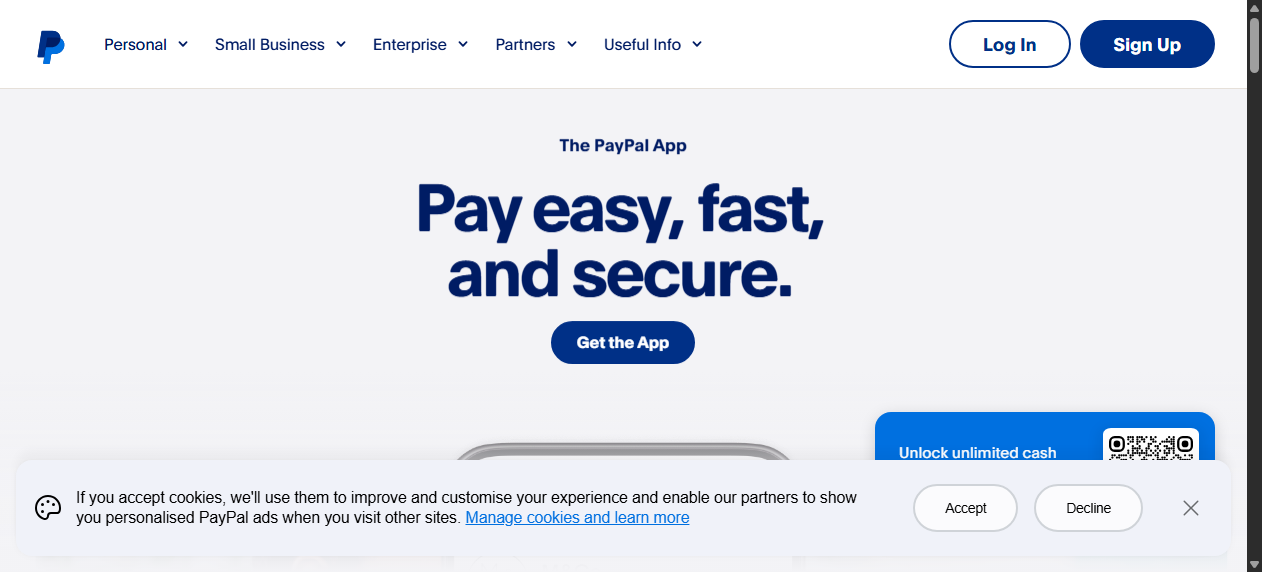 Personal
Small Business
Enterprise
Partners
Useful Info
Log In
Sign Up
The PayPal App
Pay easy, fast,
and secure.
Get the App
Unlock unlimited cash
If you accept cookies, we'll use them to improve and customise your experience and enable our partners to show
you personalised PayPal ads when you visit other sites. Manage cookies and learn more
Accept
Decline